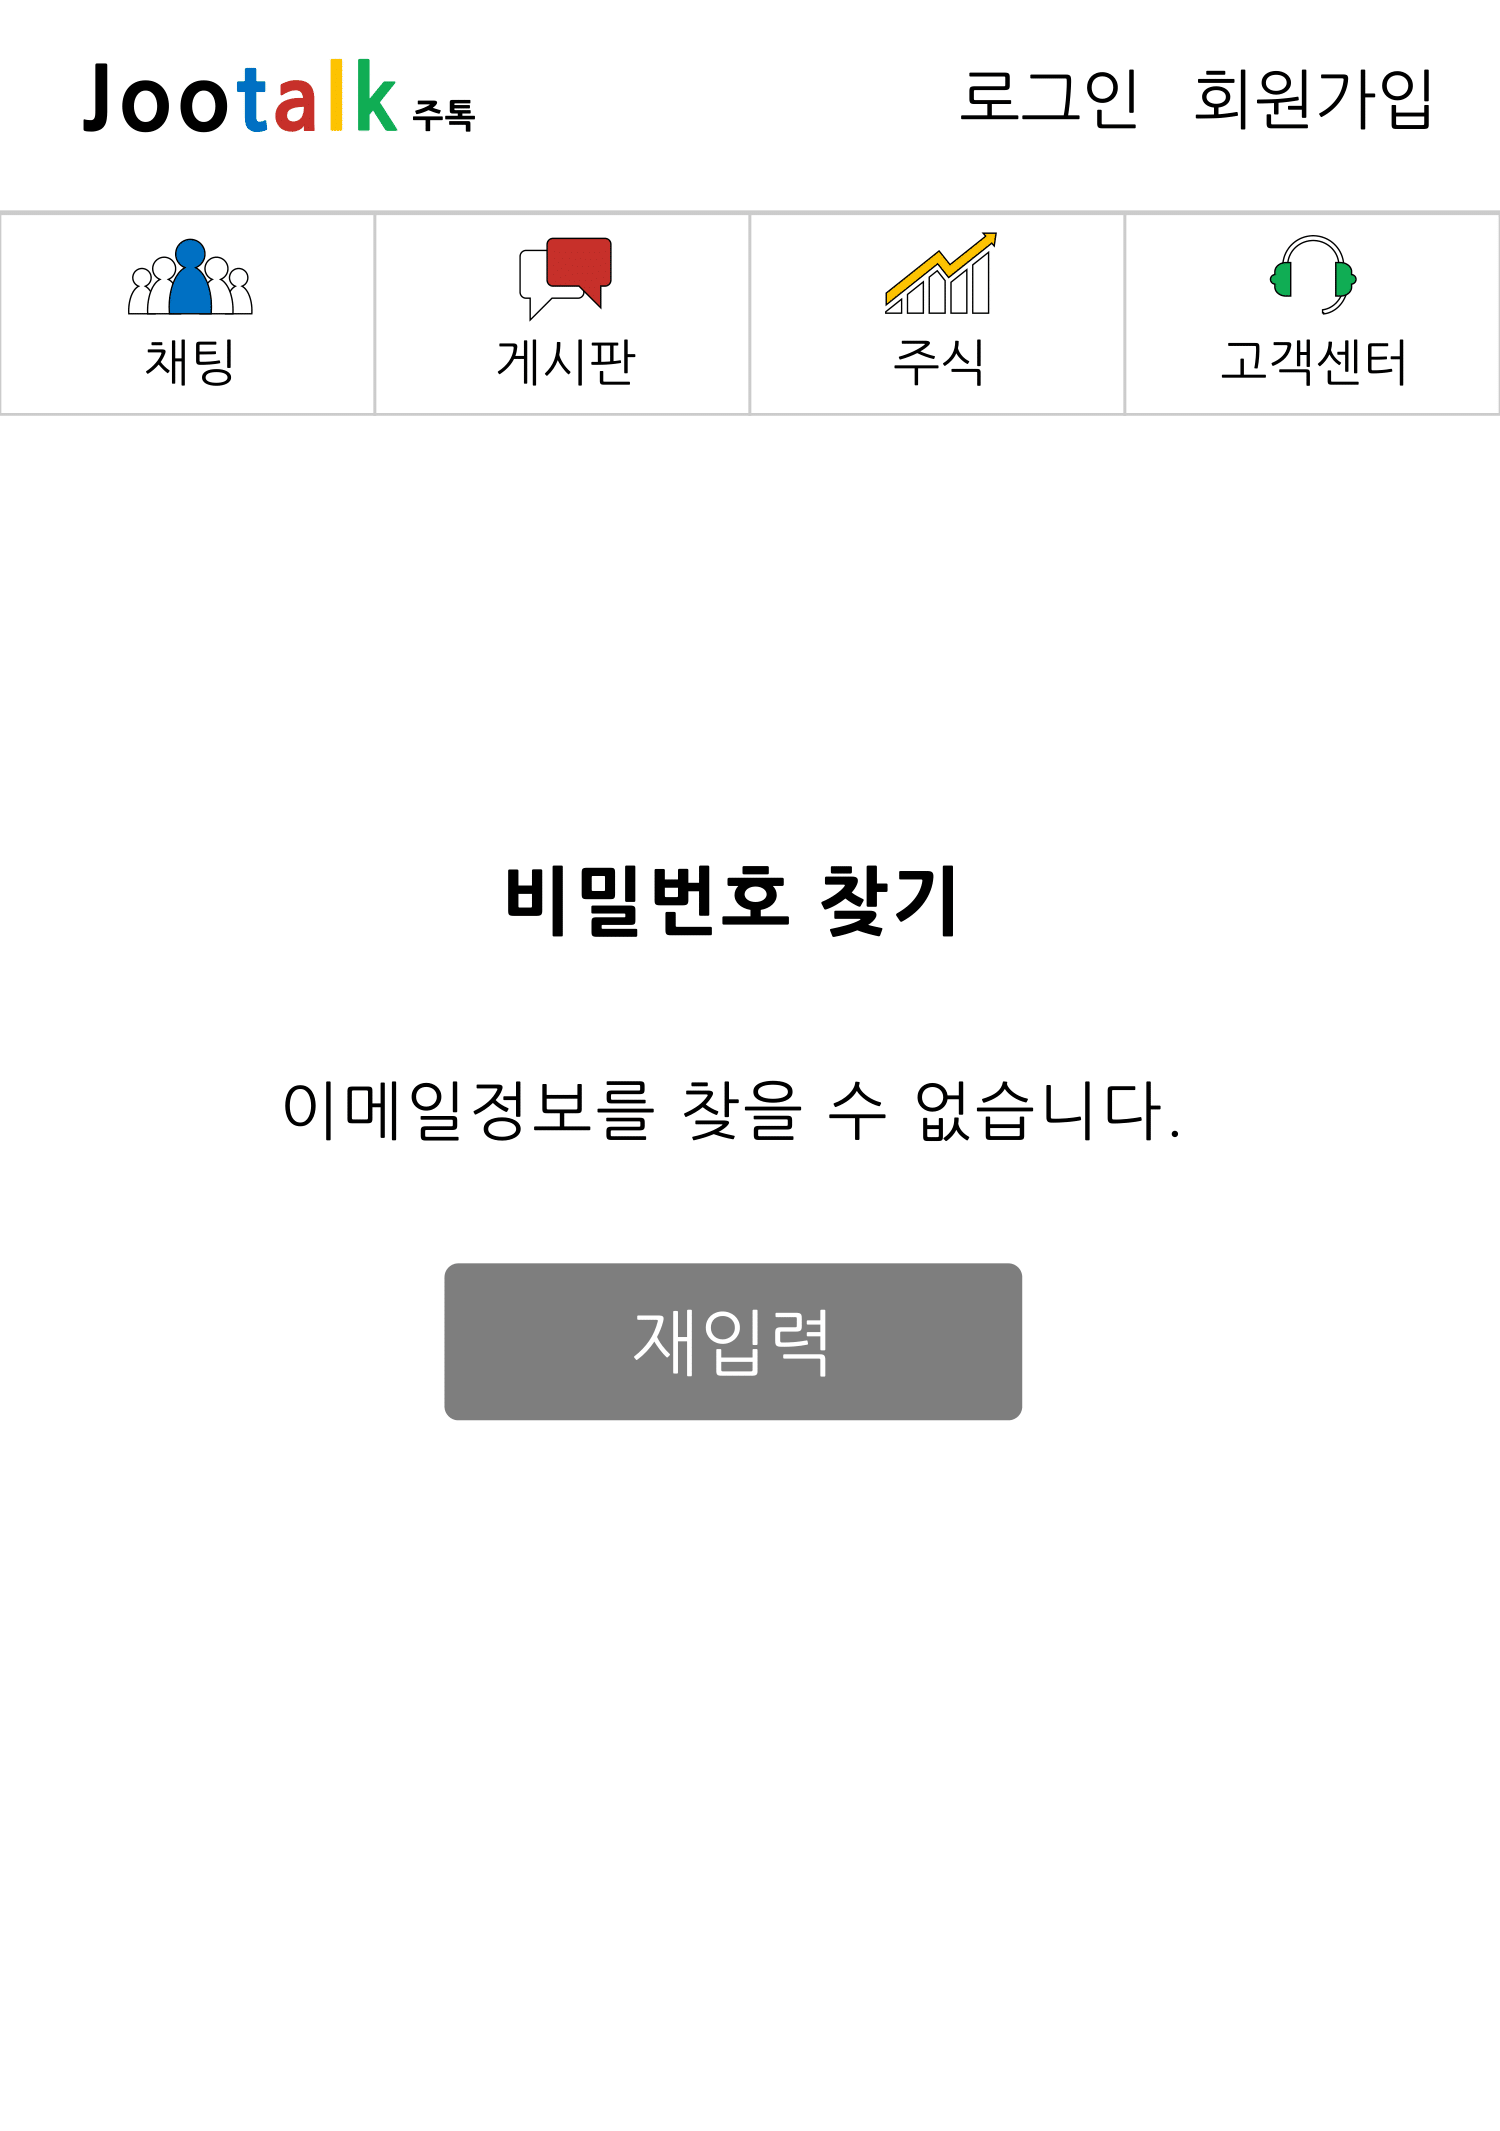 Jootalk 주톡
로그인 회원가입
채팅 게시판 주식 고객센터
비밀번호 찾기
이메일정보를 찾을 수 없습니다.
재입력